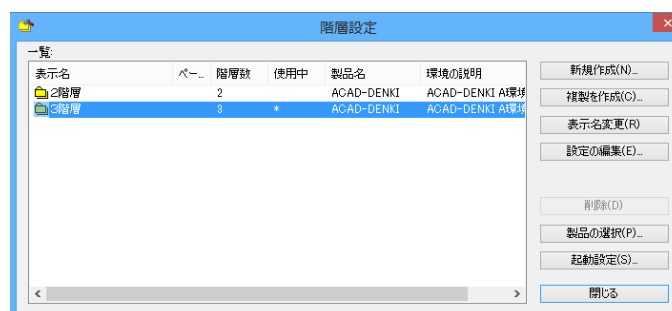 階層設定
一覧:
表示名 ペー... 階層数 使用中 製品名 環境の説明
2階層 2 ACAD-DENKI ACAD-DENKI A環境
3階層 3 * ACAD-DENKI ACAD-DENKI A環境
新規作成(N)...
複製を作成(C)...
表示名変更(R)
設定の編集(E)...
削除(D)
製品の選択(P)...
起動設定(S)...
閉じる